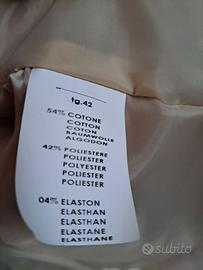 tg.42
54% COTONE
COTTON
COTON
BAUMWOLLE
ALGODON
42% POLIESTERE
POLIESTER
POLYESTER
POLIESTER
POLIESTER
04% ELASTON
ELASTHAN
ELASTHAN
ELASTANE
ELASTHANE
subito